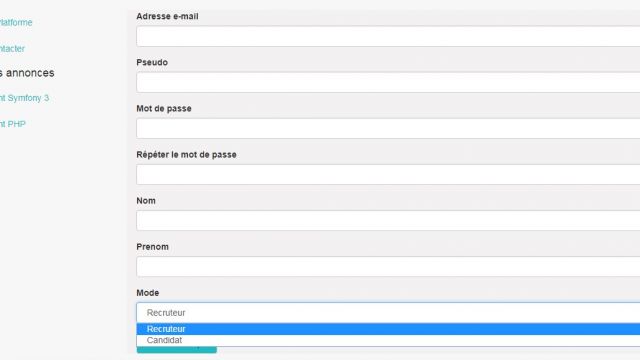 Platforme
ntacter
s annonces
nt Symfony 3
nt PHP
Adresse e-mail
Pseudo
Mot de passe
Répéter le mot de passe
Nom
Prenom
Mode
Recruteur
Recruteur
Candidat